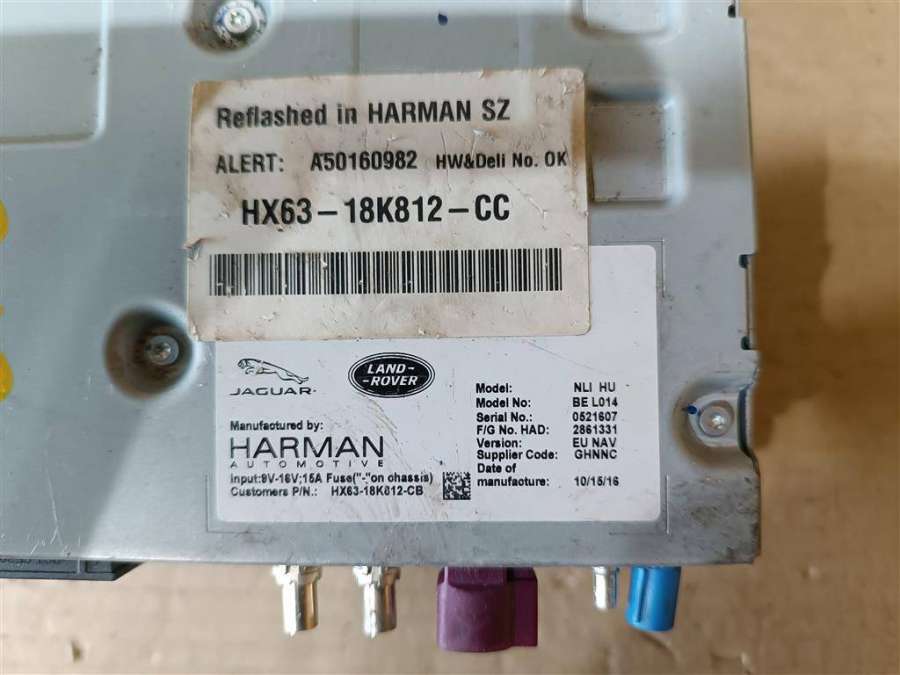 Reflashed in HARMAN SZ
ALERT: A50160982 HW&Deli No. OK
HX63-18K812-CC
JAGUAR
LAND-
-ROVER
Manufactured by:
HARMAN
AUTOMOTIVE
Input:9V-16V;15A Fuse("-"on chassis)
Customers P/N.: HX63-18K812-CB
Model: NLI HU
Model No: BE L014
Serial No.: 0521607
F/G No. HAD: 2861331
Version: EU NAV
Supplier Code: GHNNC
Date of
manufacture: 10/15/16